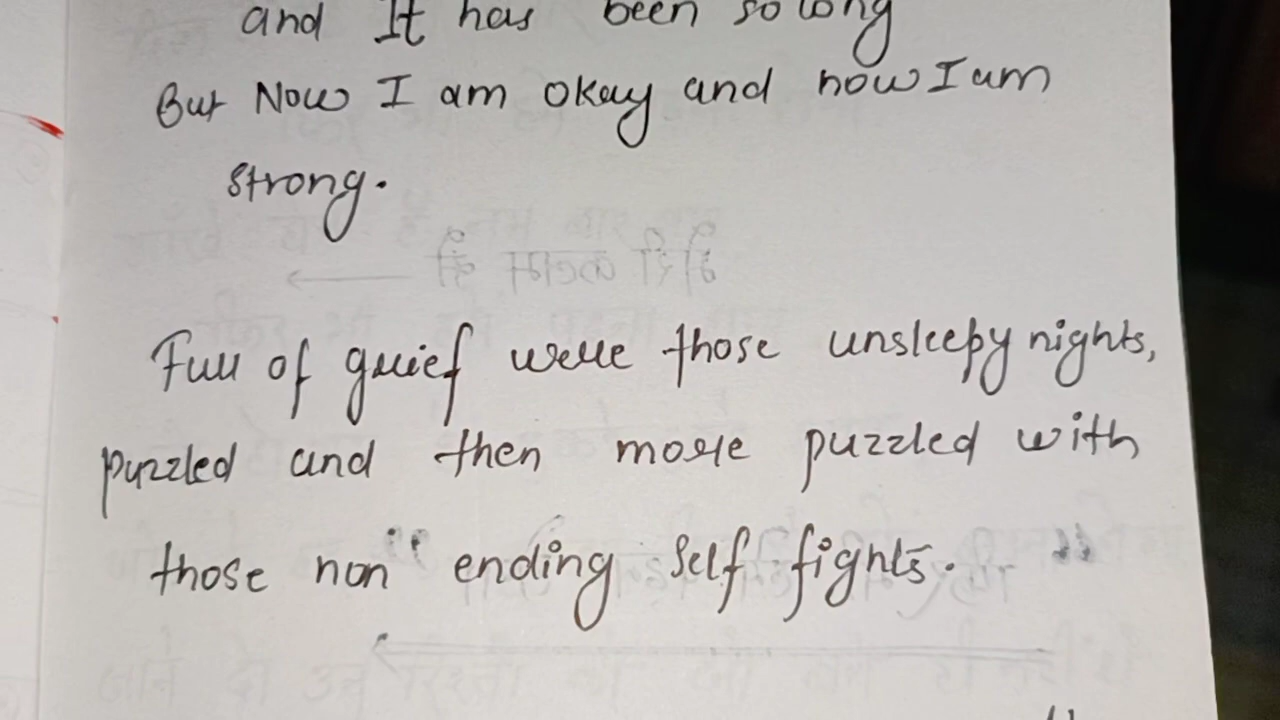 and It has been so long
But Now I am okay and now I am
strong.
Full of grief were those unsleepy nights,
puzzled and then more puzzled with
those non ending self fights.